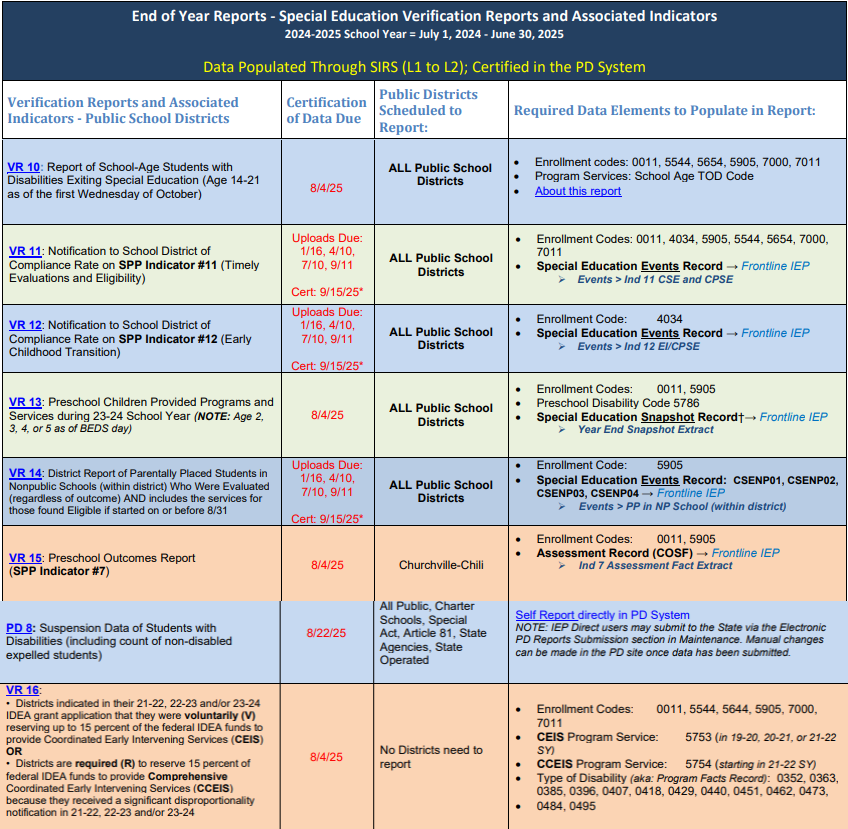 End of Year Reports - Special Education Verification Reports and Associated Indicators
2024-2025 School Year = July 1, 2024 - June 30, 2025
Data Populated Through SIRS (L1 to L2); Certified in the PD System
Verification Reports and Associated
Indicators - Public School Districts
Certification
of Data Due
Public Districts
Scheduled to
Report:
Required Data Elements to Populate in Report:
VR 10: Report of School-Age Students with
Disabilities Exiting Special Education (Age 14-21
as of the first Wednesday of October)
8/4/25
ALL Public School
Districts
• Enrollment codes: 0011, 5544, 5654, 5905, 7000, 7011
• Program Services: School Age TOD Code
• About this report
VR 11: Notification to School District of
Compliance Rate on SPP Indicator #11 (Timely
Evaluations and Eligibility)
Uploads Due:
1/16, 4/10,
7/10, 9/11
Cert: 9/15/25*
ALL Public School
Districts
• Enrollment Codes: 0011, 4034, 5905, 5544, 5654, 7000,
7011
• Special Education Events Record → Frontline IEP
➢ Events > Ind 11 CSE and CPSE
VR 12: Notification to School District of
Compliance Rate on SPP Indicator #12 (Early
Childhood Transition)
Uploads Due:
1/16, 4/10,
7/10, 9/11
Cert: 9/15/25*
ALL Public School
Districts
• Enrollment Code: 4034
• Special Education Events Record → Frontline IEP
➢ Events > Ind 12 EI/CPSE
VR 13: Preschool Children Provided Programs and
Services during 23-24 School Year (NOTE: Age 2,
3, 4, or 5 as of BEDS day)
8/4/25
ALL Public School
Districts
• Enrollment Codes: 0011, 5905
• Preschool Disability Code 5786
• Special Education Snapshot Record†→ Frontline IEP
➢ Year End Snapshot Extract
VR 14: District Report of Parentally Placed Students in
Nonpublic Schools (within district) Who Were Evaluated
(regardless of outcome) AND includes the services for
those found Eligible if started on or before 8/31
Uploads Due:
1/16, 4/10,
7/10, 9/11
Cert: 9/15/25*
ALL Public School
Districts
• Enrollment Code: 5905
• Special Education Events Record: CSENP01, CSENP02,
CSENP03, CSENP04 → Frontline IEP
➢ Events > PP in NP School (within district)
VR 15: Preschool Outcomes Report
(SPP Indicator #7)
8/4/25
Churchville-Chili
• Enrollment Codes: 0011, 5905
• Assessment Record (COSF) → Frontline IEP
➢ Ind 7 Assessment Fact Extract
PD 8: Suspension Data of Students with
Disabilities (including count of non-disabled
expelled students)
8/22/25
All Public, Charter
Schools, Special
Act, Article 81, State
Agencies, State
Operated
Self Report directly in PD System
NOTE: IEP Direct users may submit to the State via the Electronic
PD Reports Submission section in Maintenance. Manual changes
can be made in the PD site once data has been submitted.
VR 16:
• Districts indicated in their 21-22, 22-23 and/or 23-24
IDEA grant application that they were voluntarily (V)
reserving up to 15 percent of the federal IDEA funds to
provide Coordinated Early Intervening Services (CEIS)
OR
• Districts are required (R) to reserve 15 percent of
federal IDEA funds to provide Comprehensive
Coordinated Early Intervening Services (CCEIS)
because they received a significant disproportionality
notification in 21-22, 22-23 and/or 23-24
8/4/25
No Districts need to
report
• Enrollment Codes: 0011, 5544, 5644, 5905, 7000,
7011
• CEIS Program Service: 5753 (in 19-20, 20-21, or 21-22
SY)
• CCEIS Program Service: 5754 (starting in 21-22 SY)
• Type of Disability (aka: Program Facts Record): 0352, 0363,
0385, 0396, 0407, 0418, 0429, 0440, 0451, 0462, 0473,
• 0484, 0495